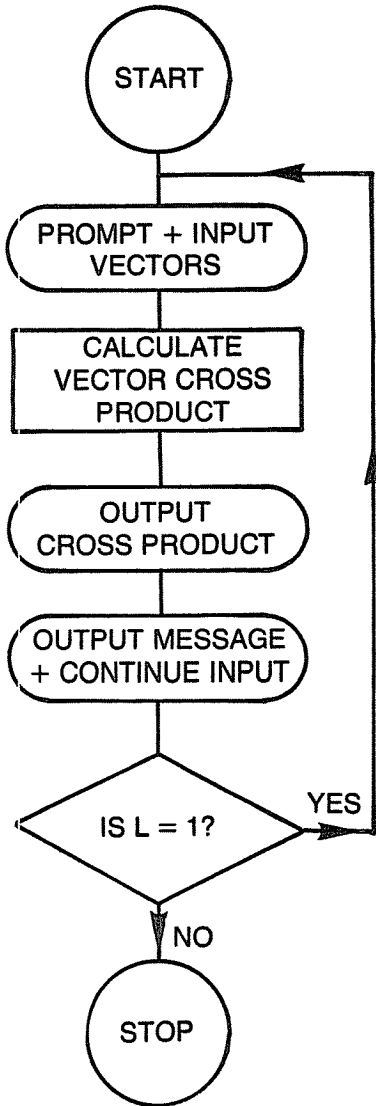 START
PROMPT + INPUT
VECTORS
CALCULATE
VECTOR CROSS
PRODUCT
OUTPUT
CROSS PRODUCT
OUTPUT MESSAGE
+ CONTINUE INPUT
IS L = 1?
YES
NO
STOP